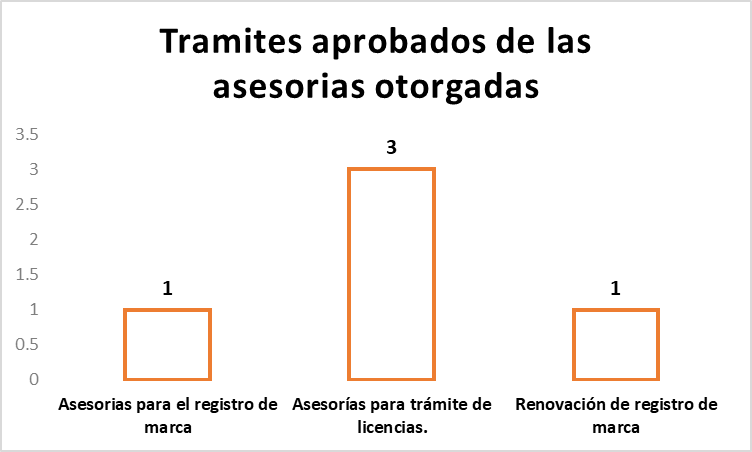 Tramites aprobados de las
asesorias otorgadas
3.5
3
2.5
2
1.5
1
0.5
0
1
3
1
Asesorias para el registro de
marca
Asesorías para trámite de
licencias.
Renovación de registro de
marca